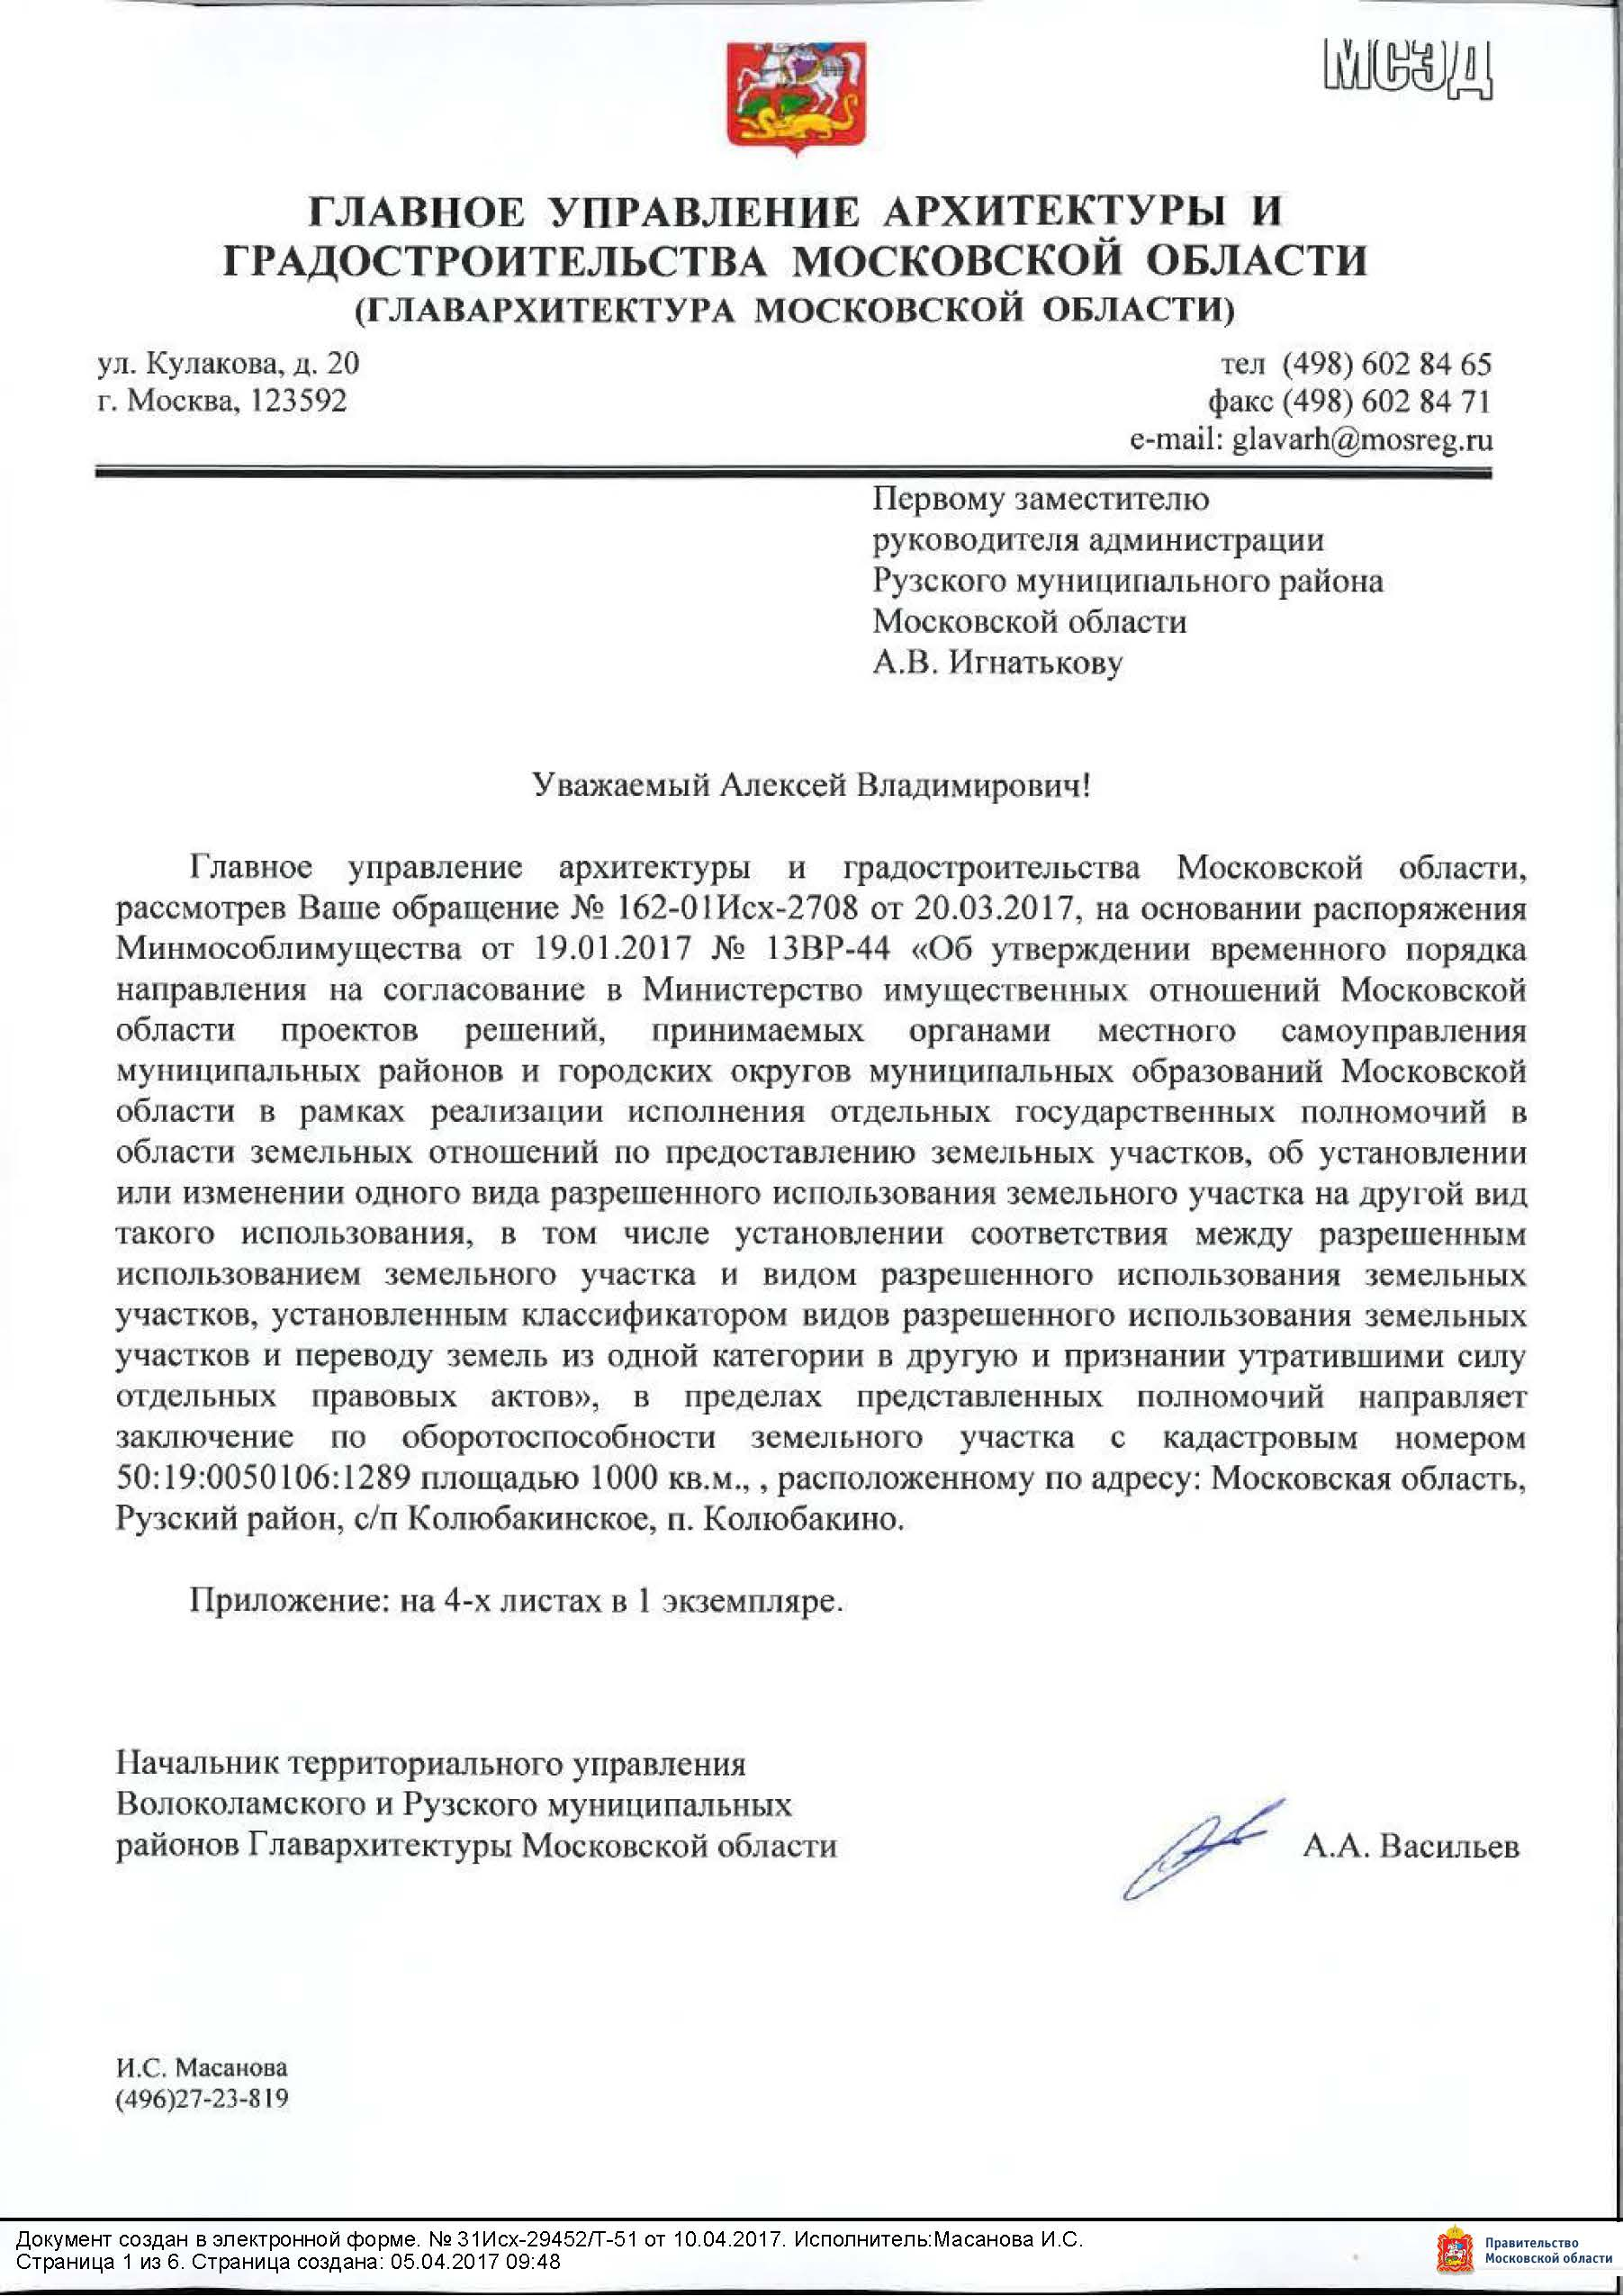 МСЭД
ГЛАВНОЕ УПРАВЛЕНИЕ АРХИТЕКТУРЫ И
ГРАДОСТРОИТЕЛЬСТВА МОСКОВСКОЙ ОБЛАСТИ
(ГЛАВАРХИТЕКТУРА МОСКОВСКОЙ ОБЛАСТИ)
ул. Кулакова, д. 20
г. Москва, 123592
тел (498) 602 84 65
факс (498) 602 84 71
e-mail: glavarh@mosreg.ru
Первому заместителю
руководителя администрации
Рузского муниципального района
Московской области
А.В. Игнатькову
Уважаемый Алексей Владимирович!
Главное управление архитектуры и градостроительства Московской области,
рассмотрев Ваше обращение № 162-01Исх-2708 от 20.03.2017, на основании распоряжения
Минмособлимущества от 19.01.2017 № 13ВР-44 «Об утверждении временного порядка
направления на согласование в Министерство имущественных отношений Московской
области проектов решений, принимаемых органами местного самоуправления
муниципальных районов и городских округов муниципальных образований Московской
области в рамках реализации исполнения отдельных государственных полномочий в
области земельных отношений по предоставлению земельных участков, об установлении
или изменении одного вида разрешенного использования земельного участка на другой вид
такого использования, в том числе установлении соответствия между разрешенным
использованием земельного участка и видом разрешенного использования земельных
участков, установленным классификатором видов разрешенного использования земельных
участков и переводу земель из одной категории в другую и признании утратившими силу
отдельных правовых актов», в пределах представленных полномочий направляет
заключение по оборотоспособности земельного участка с кадастровым номером
50:19:0050106:1289 площадью 1000 кв.м., , расположенному по адресу: Московская область,
Рузский район, с/п Колюбакинское, п. Колюбакино.
Приложение: на 4-х листах в 1 экземпляре.
Начальник территориального управления
Волоколамского и Рузского муниципальных
районов Главархитектуры Московской области
А.А. Васильев
И.С. Масанова
(496)27-23-819
Документ создан в электронной форме. № 31Исх-29452/Т-51 от 10.04.2017. Исполнитель:Масанова И.С.
Страница 1 из 6. Страница создана: 05.04.2017 09:48
Правительство
Московской области